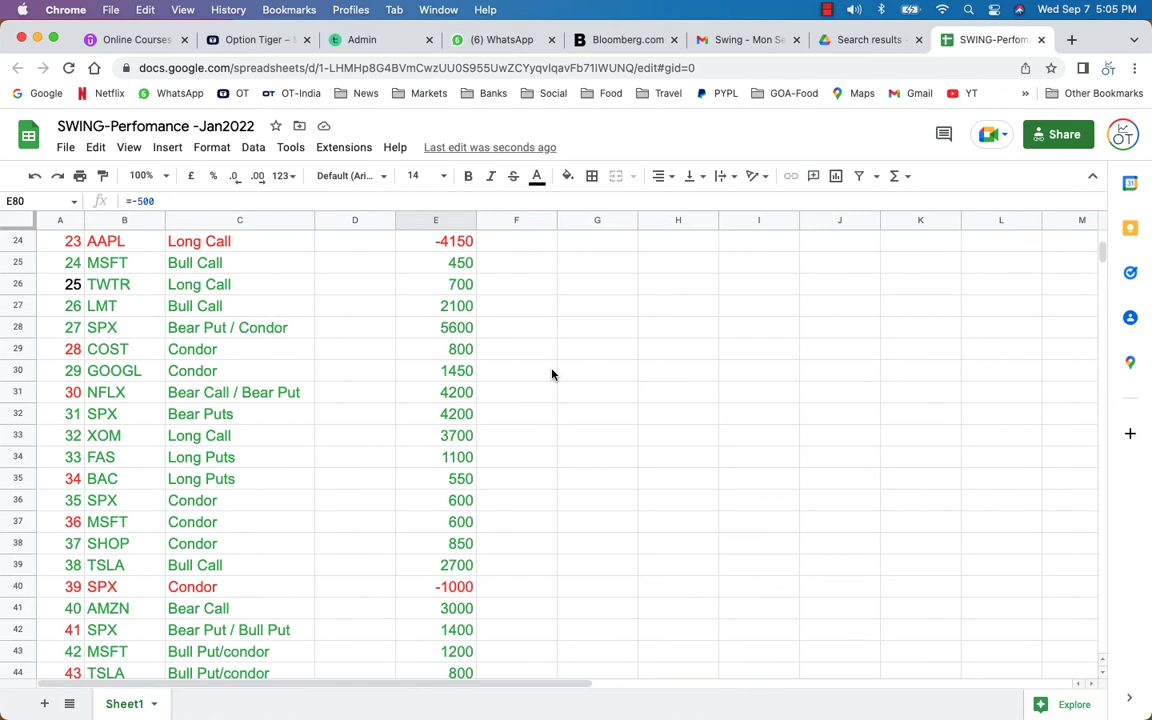 Chrome File Edit View History Bookmarks Profiles Tab Window Help Wed Sep 7 5:05 PM
Online Courses Option Tiger – Admin (6) WhatsApp Bloomberg.com Gmail Swing - Mon Se Search results - SWING-Perfom
docs.google.com/spreadsheets/d/1-LHMHp8G4BVmCwzUU0S955UwZCYyqvIqavFb71IWUNQ/edit#gid=0
Google Netflix WhatsApp OT OT-India News Markets Banks Social Food Travel PYPL GOA-Food Maps Gmail YT » Other Bookmarks
SWING-Perfomance -Jan2022
File Edit View Insert Format Data Tools Extensions Help Last edit was seconds ago
Share
100% £ % .0 .00 123 Default (Ari... 14 B I S A
E80 fx =-500
A B C D E F G H I J K L M
24 23 AAPL Long Call -4150
25 24 MSFT Bull Call 450
26 25 TWTR Long Call 700
27 26 LMT Bull Call 2100
28 27 SPX Bear Put / Condor 5600
29 28 COST Condor 800
30 29 GOOGL Condor 1450
31 30 NFLX Bear Call / Bear Put 4200
32 31 SPX Bear Puts 4200
33 32 XOM Long Call 3700
34 33 FAS Long Puts 1100
35 34 BAC Long Puts 550
36 35 SPX Condor 600
37 36 MSFT Condor 600
38 37 SHOP Condor 850
39 38 TSLA Bull Call 2700
40 39 SPX Condor -1000
41 40 AMZN Bear Call 3000
42 41 SPX Bear Put / Bull Put 1400
43 42 MSFT Bull Put/condor 1200
44 43 TSLA Bull Put/condor 800
Sheet1 Explore